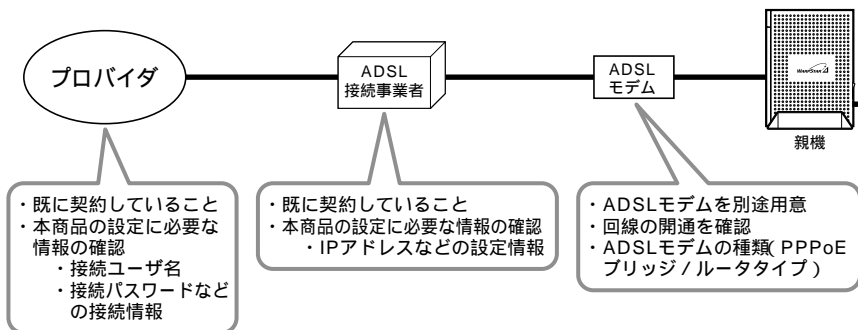 プロバイダ
ADSL
接続事業者
ADSL
モデム
WARPSTAR
親機
・既に契約していること
・本商品の設定に必要な
情報の確認
・接続ユーザ名
・接続パスワードなど
の接続情報
・既に契約していること
・本商品の設定に必要な情報の確認
・IPアドレスなどの設定情報
・ADSLモデムを別途用意
・回線の開通を確認
・ADSLモデムの種類(PPPoE
ブリッジ/ルータタイプ)